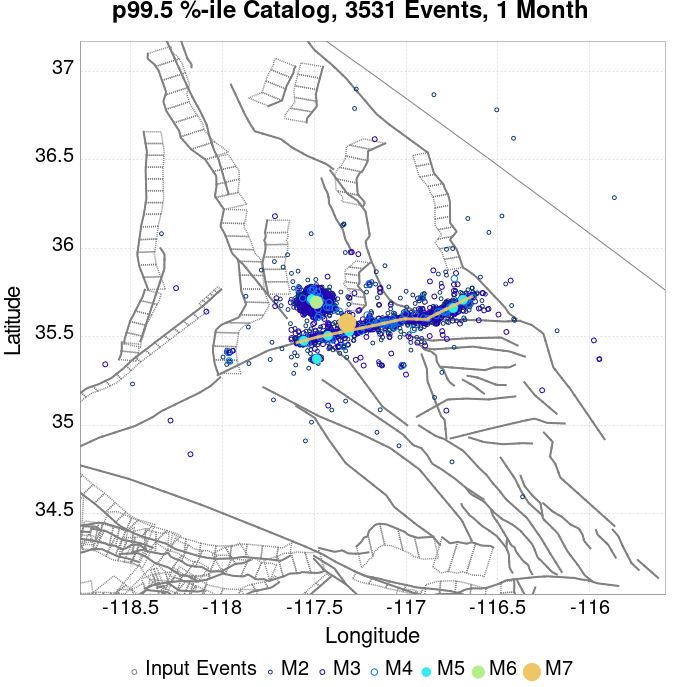 p99.5 %-ile Catalog, 3531 Events, 1 Month
37
36.5
36
35.5
35
34.5
Latitude
-118.5 -118 -117.5 -117 -116.5 -116
Longitude
Input Events M2 M3 M4 M5 M6 M7